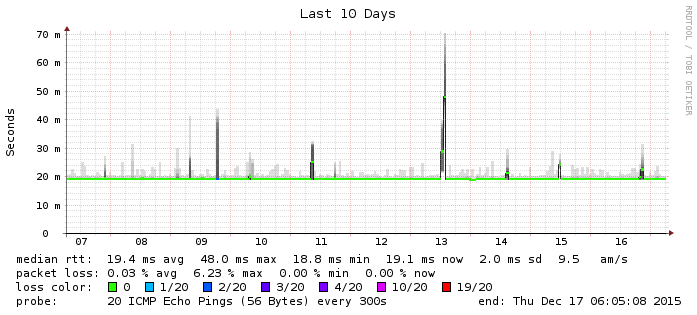 Last 10 Days
RRDTOOL / TOBI OETIKER
Seconds
70 m
60 m
50 m
40 m
30 m
20 m
10 m
0
07 08 09 10 11 12 13 14 15 16
median rtt: 19.4 ms avg 48.0 ms max 18.8 ms min 19.1 ms now 2.0 ms sd 9.5 am/s
packet loss: 0.03 % avg 6.23 % max 0.00 % min 0.00 % now
loss color: 0 1/20 2/20 3/20 4/20 10/20 19/20
probe: 20 ICMP Echo Pings (56 Bytes) every 300s end: Thu Dec 17 06:05:08 2015